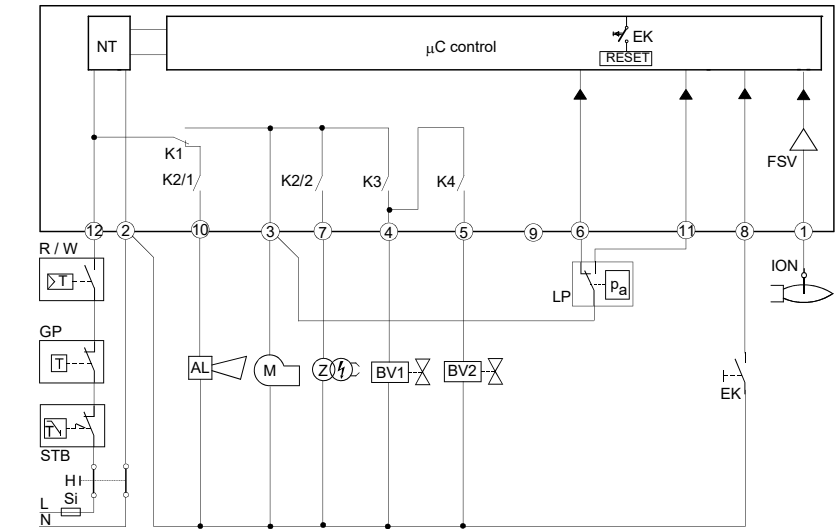 NT
μC control
EK
RESET
FSV
K1
K2/1
K2/2
K3
K4
12
2
10
3
7
4
5
9
6
11
8
1
R / W
T
LP
pa
ION
GP
T
AL
M
Z
BV1
BV2
EK
STB
H
L
Si
N